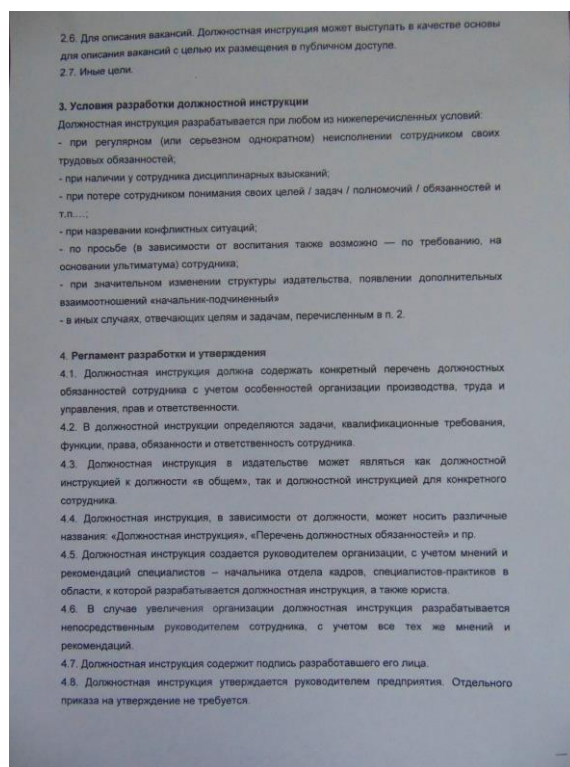 2.6. Для описания вакансий. Должностная инструкция может выступать в качестве основы
для описания вакансий с целью их размещения в публичном доступе.
2.7. Иные цели.
3. Условия разработки должностной инструкции
Должностная инструкция разрабатывается при любом из нижеперечисленных условий:
- при регулярном (или серьезном однократном) неисполнении сотрудником своих
трудовых обязанностей;
- при наличии у сотрудника дисциплинарных взысканий;
- при потере сотрудником понимания своих целей / задач / полномочий / обязанностей и
т.п....;
- при назревании конфликтных ситуаций;
- по просьбе (в зависимости от воспитания также возможно — по требованию, на
основании ультиматума) сотрудника;
- при значительном изменении структуры издательства, появлении дополнительных
взаимоотношений «начальник-подчиненный»
- в иных случаях, отвечающих целям и задачам, перечисленным в п. 2.
4. Регламент разработки и утверждения
4.1. Должностная инструкция должна содержать конкретный перечень должностных
обязанностей сотрудника с учетом особенностей организации производства, труда и
управления, прав и ответственности.
4.2. В должностной инструкции определяются задачи, квалификационные требования,
функции, права, обязанности и ответственность сотрудника.
4.3. Должностная инструкция в издательстве может являться как должностной
инструкцией к должности «в общем», так и должностной инструкцией для конкретного
сотрудника.
4.4. Должностная инструкция, в зависимости от должности, может носить различные
названия: «Должностная инструкция», «Перечень должностных обязанностей» и пр.
4.5. Должностная инструкция создается руководителем организации, с учетом мнений и
рекомендаций специалистов – начальника отдела кадров, специалистов-практиков в
области, к которой разрабатывается должностная инструкция, а также юриста.
4.6. В случае увеличения организации должностная инструкция разрабатывается
непосредственным руководителем сотрудника, с учетом все тех же мнений и
рекомендаций.
4.7. Должностная инструкция содержит подпись разработавшего его лица.
4.8. Должностная инструкция утверждается руководителем предприятия. Отдельного
приказа на утверждение не требуется.